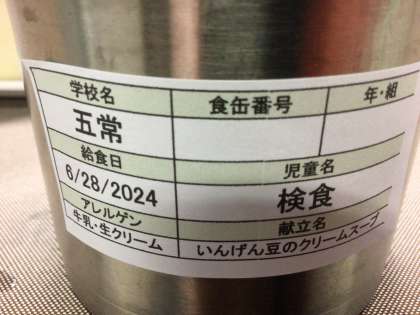 学校名 食缶番号 年・組
五常
給食日 児童名
6/28/2024 検食
アレルゲン 献立名
牛乳・生クリーム いんげん豆のクリームスープ